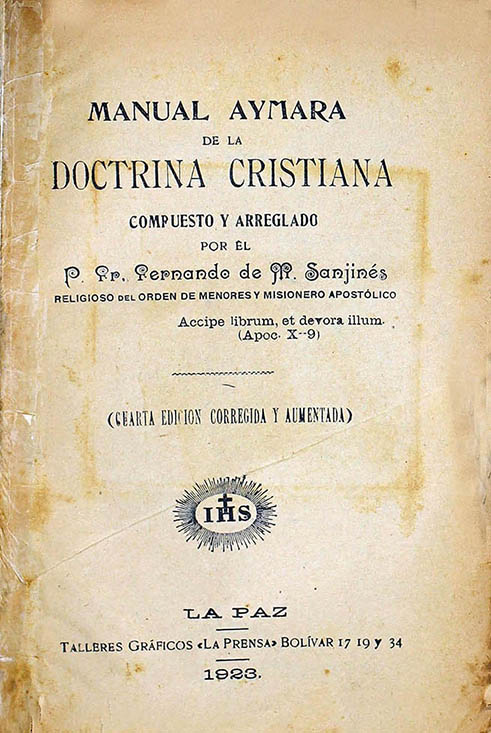 MANUAL AYMARA
DE LA
DOCTRINA CRISTIANA
COMPUESTO Y ARREGLADO
POR ÉL
P. Fr. Fernando de M. Sanjinés
RELIGIOSO DEL ORDEN DE MENORES Y MISIONERO APOSTÓLICO
Accipe librum, et devora illum.
(Apoc. X--9)
(CUARTA EDICION CORREGIDA Y AUMENTADA)
IHS
LA PAZ
TALLERES GRÁFICOS «LA PRENSA» BOLÍVAR 17 19 y 34
1923.